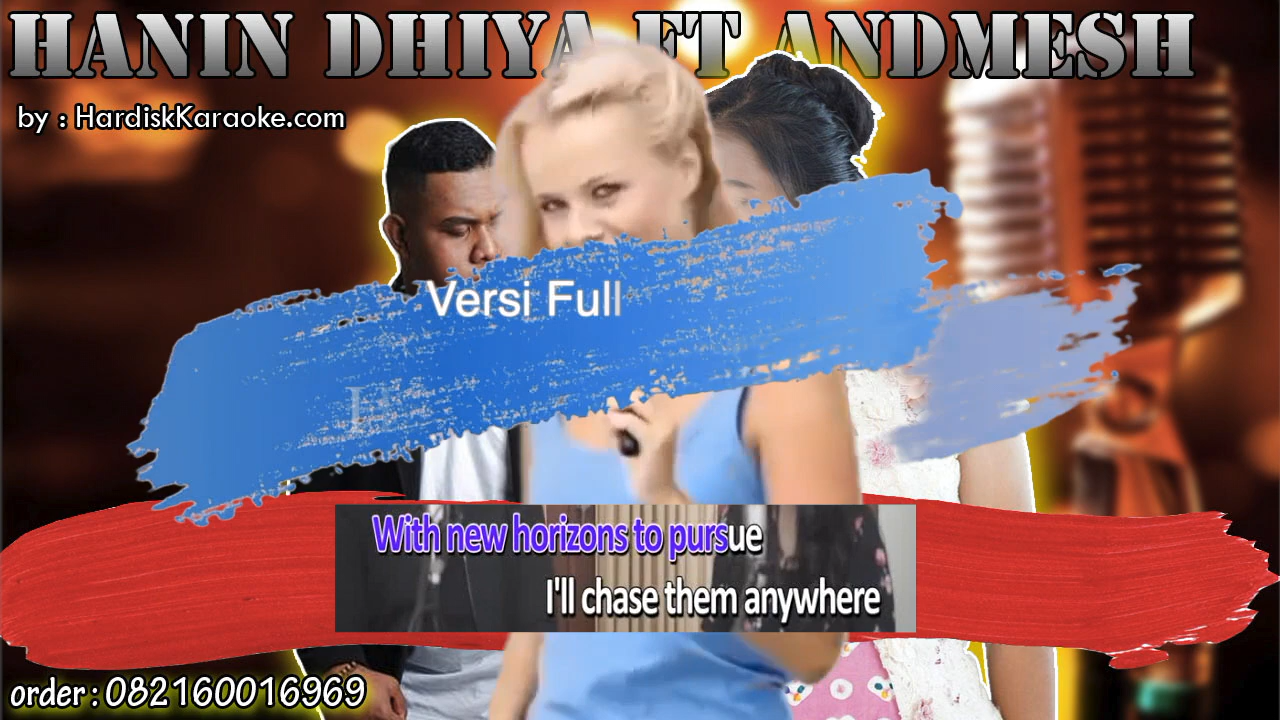 HANIN DHIYA FT ANDMESH
by : HardiskKaraoke.com
Versi Full
With new horizons to pursue
I'll chase them anywhere
order : 082160016969